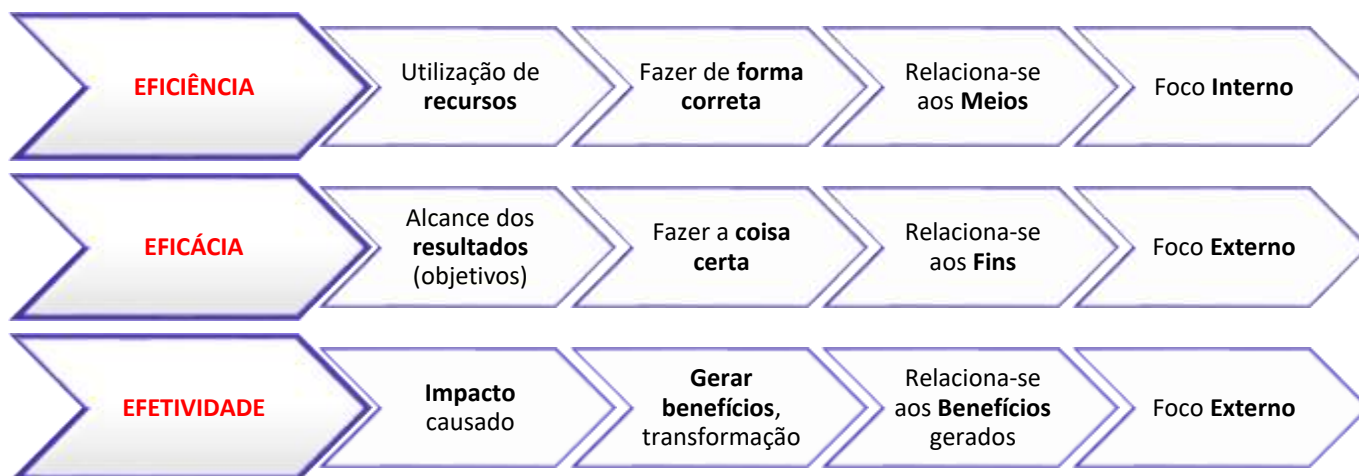 EFICIÊNCIA
Utilização de
recursos
Fazer de forma
correta
Relaciona-se
aos Meios
Foco Interno
EFICÁCIA
Alcance dos
resultados
(objetivos)
Fazer a coisa
certa
Relaciona-se
aos Fins
Foco Externo
EFETIVIDADE
Impacto
causado
Gerar
benefícios,
transformação
Relaciona-se
aos Benefícios
gerados
Foco Externo